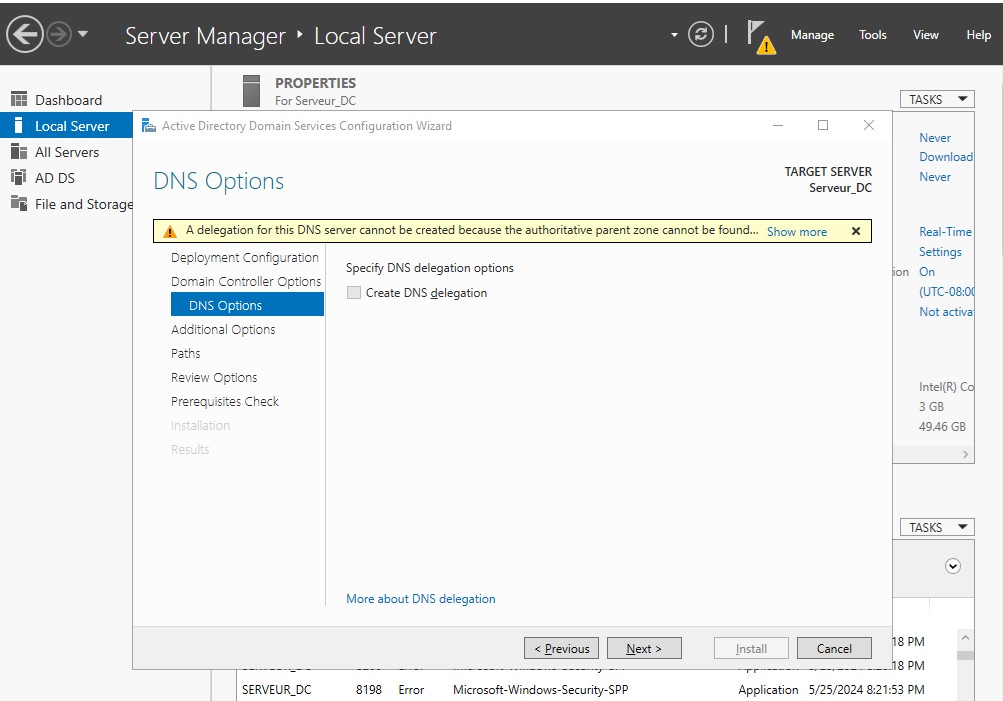 Server Manager ‣ Local Server
Manage Tools View Help
Dashboard
Local Server
All Servers
AD DS
File and Storage
PROPERTIES
For Serveur_DC
TASKS
Never
Download
Never
Real-Time
Settings
On
(UTC-08:00
Not activa
Intel(R) Co
3 GB
49.46 GB
Active Directory Domain Services Configuration Wizard
DNS Options
TARGET SERVER
Serveur_DC
A delegation for this DNS server cannot be created because the authoritative parent zone cannot be found... Show more
Deployment Configuration
Domain Controller Options
DNS Options
Additional Options
Paths
Review Options
Prerequisites Check
Installation
Results
Specify DNS delegation options
Create DNS delegation
More about DNS delegation
< Previous Next > Install Cancel
TASKS
18 PM
18 PM
SERVEUR_DC 8198 Error Microsoft-Windows-Security-SPP Application 5/25/2024 8:21:53 PM